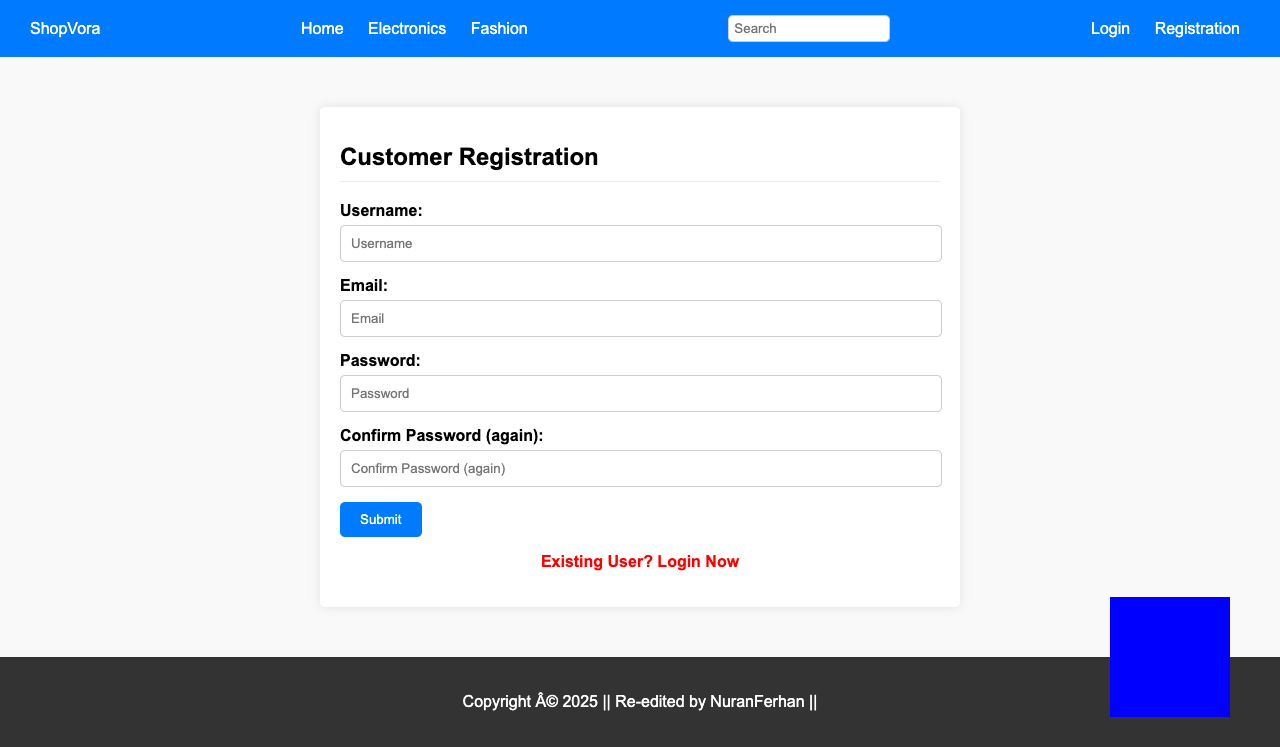 ShopVora
Home Electronics Fashion
Search
Login Registration
Customer Registration
Username:
Username
Email:
Email
Password:
Password
Confirm Password (again):
Confirm Password (again)
Submit
Existing User? Login Now
Copyright Â© 2025 || Re-edited by NuranFerhan ||